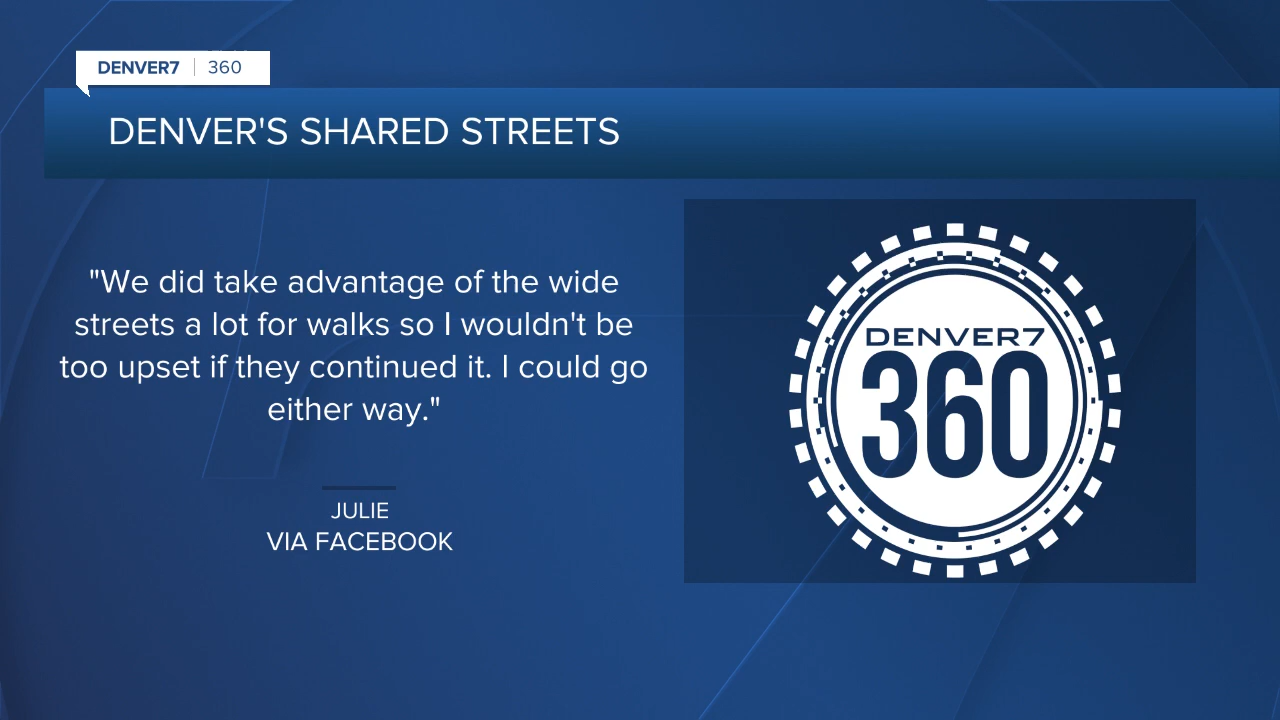 DENVER7 | 360
DENVER'S SHARED STREETS
"We did take advantage of the wide
streets a lot for walks so I wouldn't be
too upset if they continued it. I could go
either way."
JULIE
VIA FACEBOOK
DENVER7
360